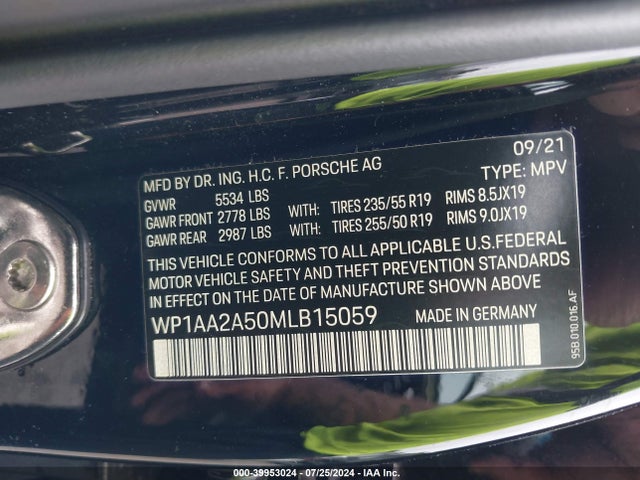 09/21
MFD BY DR. ING. H.C. F. PORSCHE AG TYPE: MPV
GVWR 5534 LBS
GAWR FRONT 2778 LBS WITH: TIRES 235/55 R19 RIMS 8.5JX19
GAWR REAR 2987 LBS WITH: TIRES 255/50 R19 RIMS 9.0JX19
THIS VEHICLE CONFORMS TO ALL APPLICABLE U.S.FEDERAL
MOTOR VEHICLE SAFETY AND THEFT PREVENTION STANDARDS
IN EFFECT ON THE DATE OF MANUFACTURE SHOWN ABOVE
WP1AA2A50MLB15059 MADE IN GERMANY
95B.010.016.AF
000-39953024 | 07/25/2024 | IAA Inc.